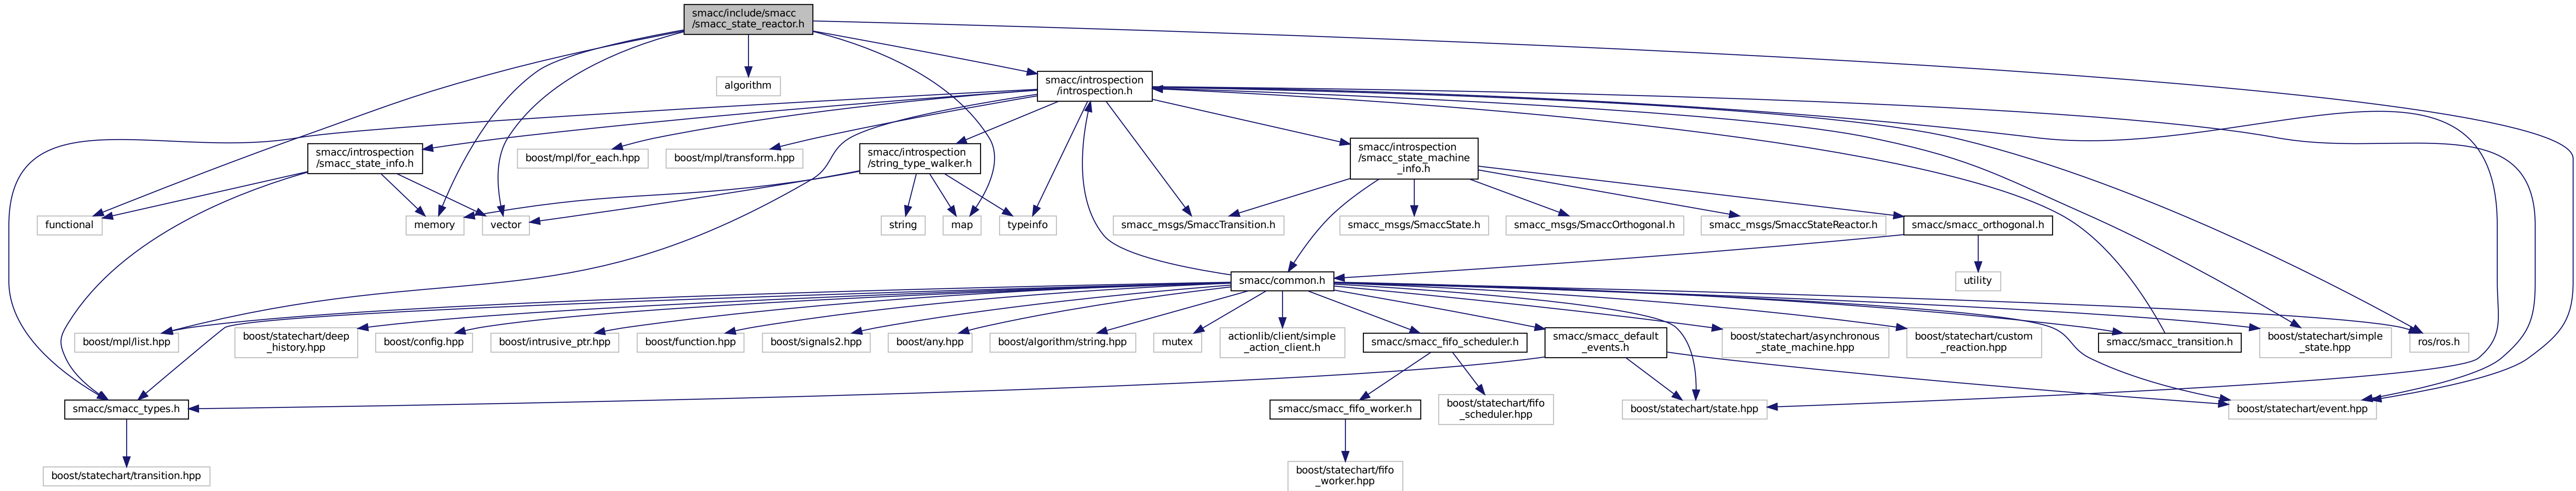 smacc/include/smacc
/smacc_state_reactor.h
algorithm
smacc/introspection
/introspection.h
smacc/introspection
/smacc_state_info.h
boost/mpl/for_each.hpp
boost/mpl/transform.hpp
smacc/introspection
/string_type_walker.h
smacc/introspection
/smacc_state_machine
_info.h
functional
memory
vector
string
map
typeinfo
smacc_msgs/SmaccTransition.h
smacc_msgs/SmaccState.h
smacc_msgs/SmaccOrthogonal.h
smacc_msgs/SmaccStateReactor.h
smacc/smacc_orthogonal.h
smacc/common.h
utility
boost/mpl/list.hpp
boost/statechart/deep
_history.hpp
boost/config.hpp
boost/intrusive_ptr.hpp
boost/function.hpp
boost/signals2.hpp
boost/any.hpp
boost/algorithm/string.hpp
mutex
actionlib/client/simple
_action_client.h
smacc/smacc_fifo_scheduler.h
smacc/smacc_default
_events.h
boost/statechart/asynchronous
_state_machine.hpp
boost/statechart/custom
_reaction.hpp
smacc/smacc_transition.h
boost/statechart/simple
_state.hpp
ros/ros.h
smacc/smacc_types.h
smacc/smacc_fifo_worker.h
boost/statechart/fifo
_scheduler.hpp
boost/statechart/state.hpp
boost/statechart/event.hpp
boost/statechart/transition.hpp
boost/statechart/fifo
_worker.hpp